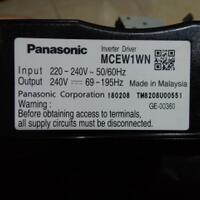 Panasonic Inverter Driver
MCEW1WN
Input 220-240V~50/60Hz
Output 240V 69-195Hz Made in Malaysia
Panasonic Corporation 180208 TM8208U00551
WARNING : GE-00360
Before obtaining access to terminals,
all supply circuits must be disconnected.